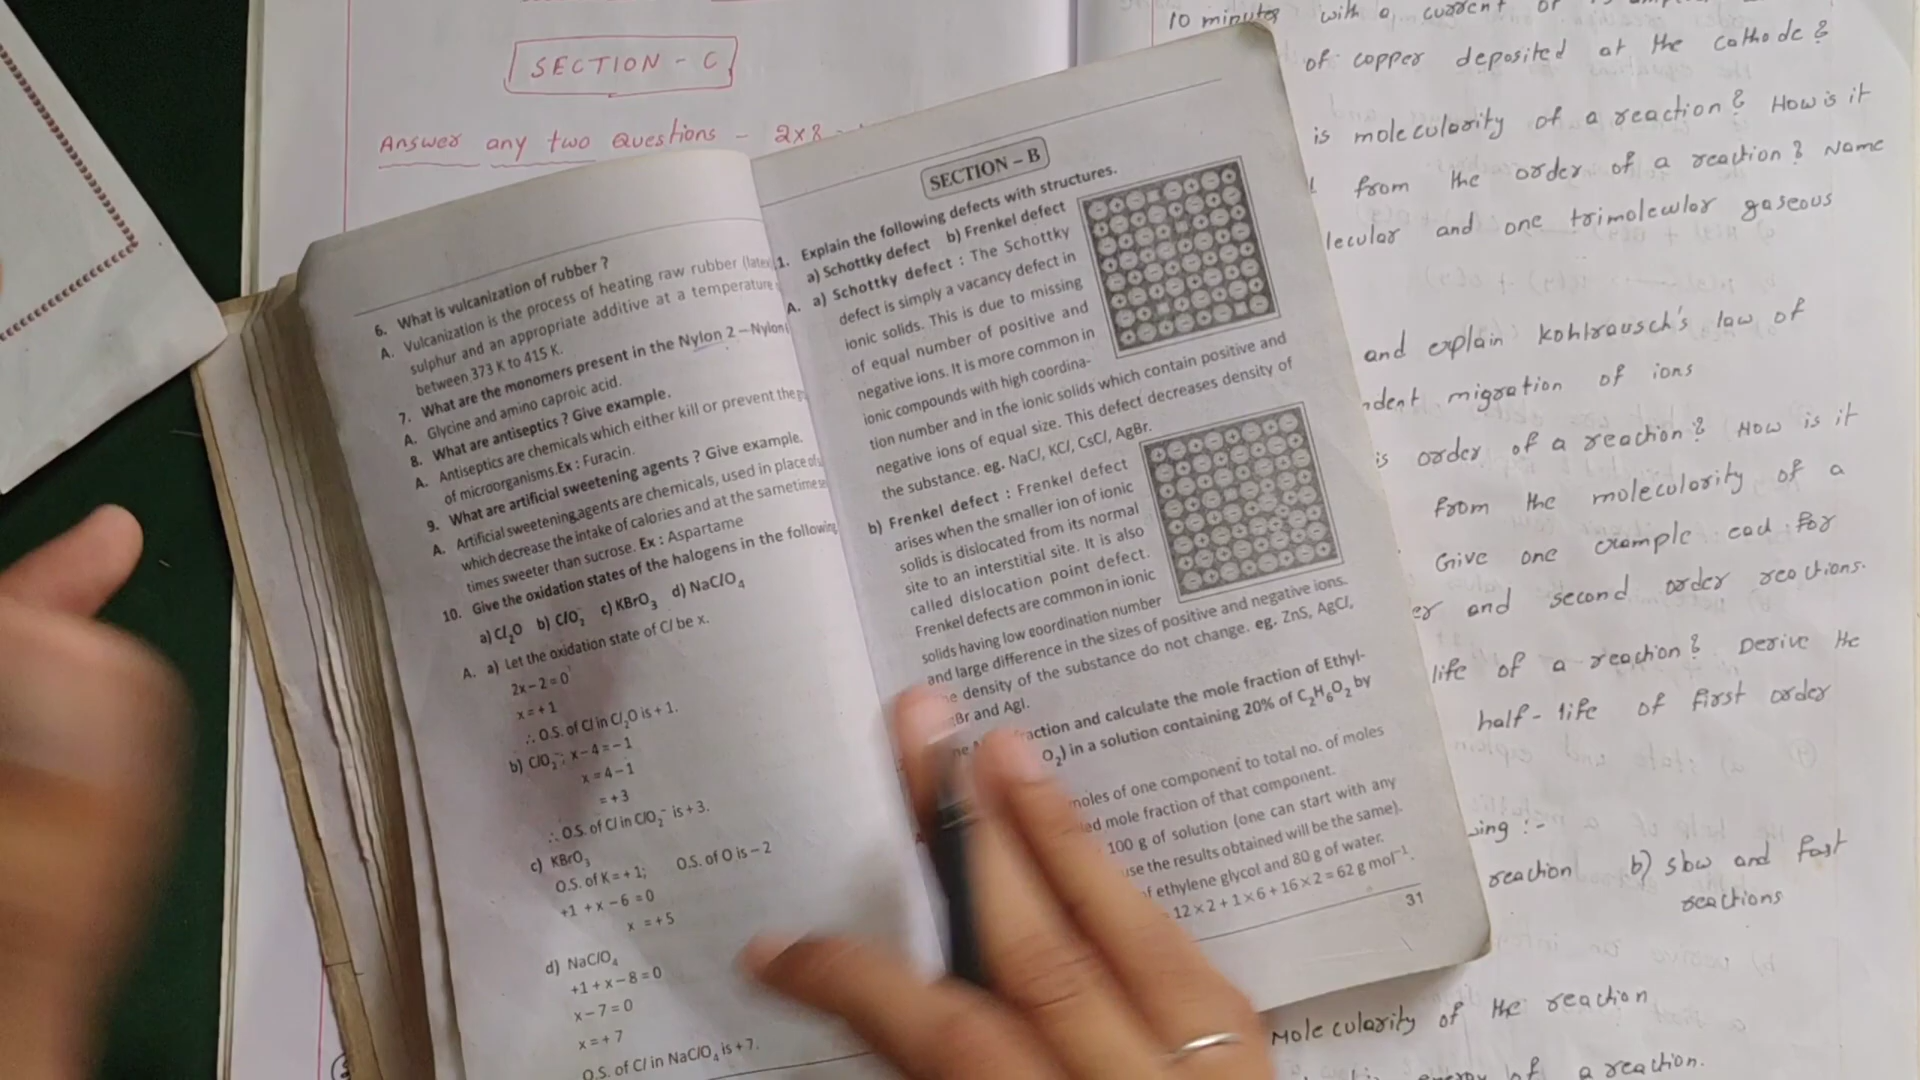 SECTION - C
Answer any two Questions - 2x8
6. What is vulcanization of rubber ?
A. Vulcanization is the process of heating raw rubber (latex
sulphur and an appropriate additive at a temperature
between 373 K to 415 K.
7. What are the monomers present in the Nylon 2 – Nylon
A. Glycine and amino caproic acid.
8. What are antiseptics ? Give example.
A. Antiseptics are chemicals which either kill or prevent the
of microorganisms.Ex : Furacin.
9. What are artificial sweetening agents ? Give example.
A. Artificial sweetening agents are chemicals, used in place of
which decrease the intake of calories and at the sametime
times sweeter than sucrose. Ex : Aspartame
10. Give the oxidation states of the halogens in the following
a) Cl₂O b) ClO₂⁻ c) KBrO₃ d) NaClO₄
A. a) Let the oxidation state of Cl be x.
2x – 2 = 0
x = + 1
∴ O.S. of Cl in Cl₂O is + 1.
b) ClO₂⁻ ; x – 4 = – 1
x = 4 – 1
= + 3
∴ O.S. of Cl in ClO₂⁻ is + 3.
c) KBrO₃
O.S. of K = + 1; O.S. of O is – 2
+1 + x – 6 = 0
x = + 5
d) NaClO₄
+1 + x – 8 = 0
x – 7 = 0
x = + 7
O.S. of Cl in NaClO₄ is + 7.
SECTION – B
1. Explain the following defects with structures.
a) Schottky defect b) Frenkel defect
A. a) Schottky defect : The Schottky
defect is simply a vacancy defect in
ionic solids. This is due to missing
of equal number of positive and
negative ions. It is more common in
ionic compounds with high coordina-
tion number and in the ionic solids which contain positive and
negative ions of equal size. This defect decreases density of
the substance. eg. NaCl, KCl, CsCl, AgBr.
b) Frenkel defect : Frenkel defect
arises when the smaller ion of ionic
solids is dislocated from its normal
site to an interstitial site. It is also
called dislocation point defect.
Frenkel defects are common in ionic
solids having low coordination number
and large difference in the sizes of positive and negative ions.
density of the substance do not change. eg. ZnS, AgCl,
Br and AgI.
fraction and calculate the mole fraction of Ethyl-
O₂) in a solution containing 20% of C₂H₆O₂ by
moles of one component to total no. of moles
mole fraction of that component.
100 g of solution (one can start with any
use the results obtained will be the same).
ethylene glycol and 80 g of water.
= 12 × 2 + 1 × 6 + 16 × 2 = 62 g mol⁻¹.
31
10 minutes with a current of
of copper deposited at the cathode?
is molecularity of a reaction? How is it
from the order of a reaction? Name
lecular and one trimolecular gaseous
and explain Kohlrausch's law of
ndent migration of ions
is order of a reaction? How is it
from the molecularity of a
Give one example each for
and second order reactions.
life of a reaction? Derive the
half-life of first order
wing :-
reaction b) slow and fast
reactions
Molecularity of the reaction
of a reaction.